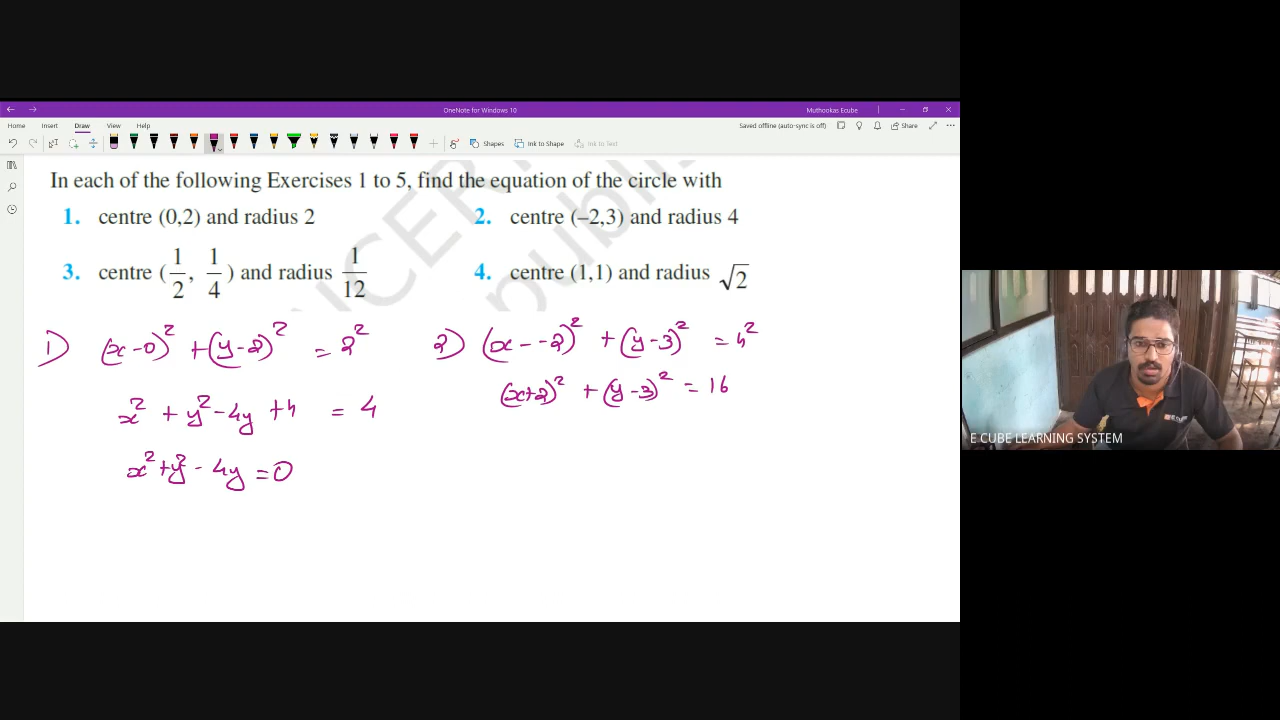 OneNote for Windows 10
Muthookas Ecube
Home Insert Draw View Help
Saved offline (auto-sync is off)
Share
Shapes Ink to Shape Ink to Text
In each of the following Exercises 1 to 5, find the equation of the circle with
1. centre (0,2) and radius 2 2. centre (–2,3) and radius 4
3. centre (1/2, 1/4) and radius 1/12 4. centre (1,1) and radius √2
1) (x-0)² + (y-2)² = 2² 2) (x--2)² + (y-3)² = 4²
x² + y² - 4y + 4 = 4 (x+2)² + (y-3)² = 16
x² + y² - 4y = 0
E CUBE LEARNING SYSTEM